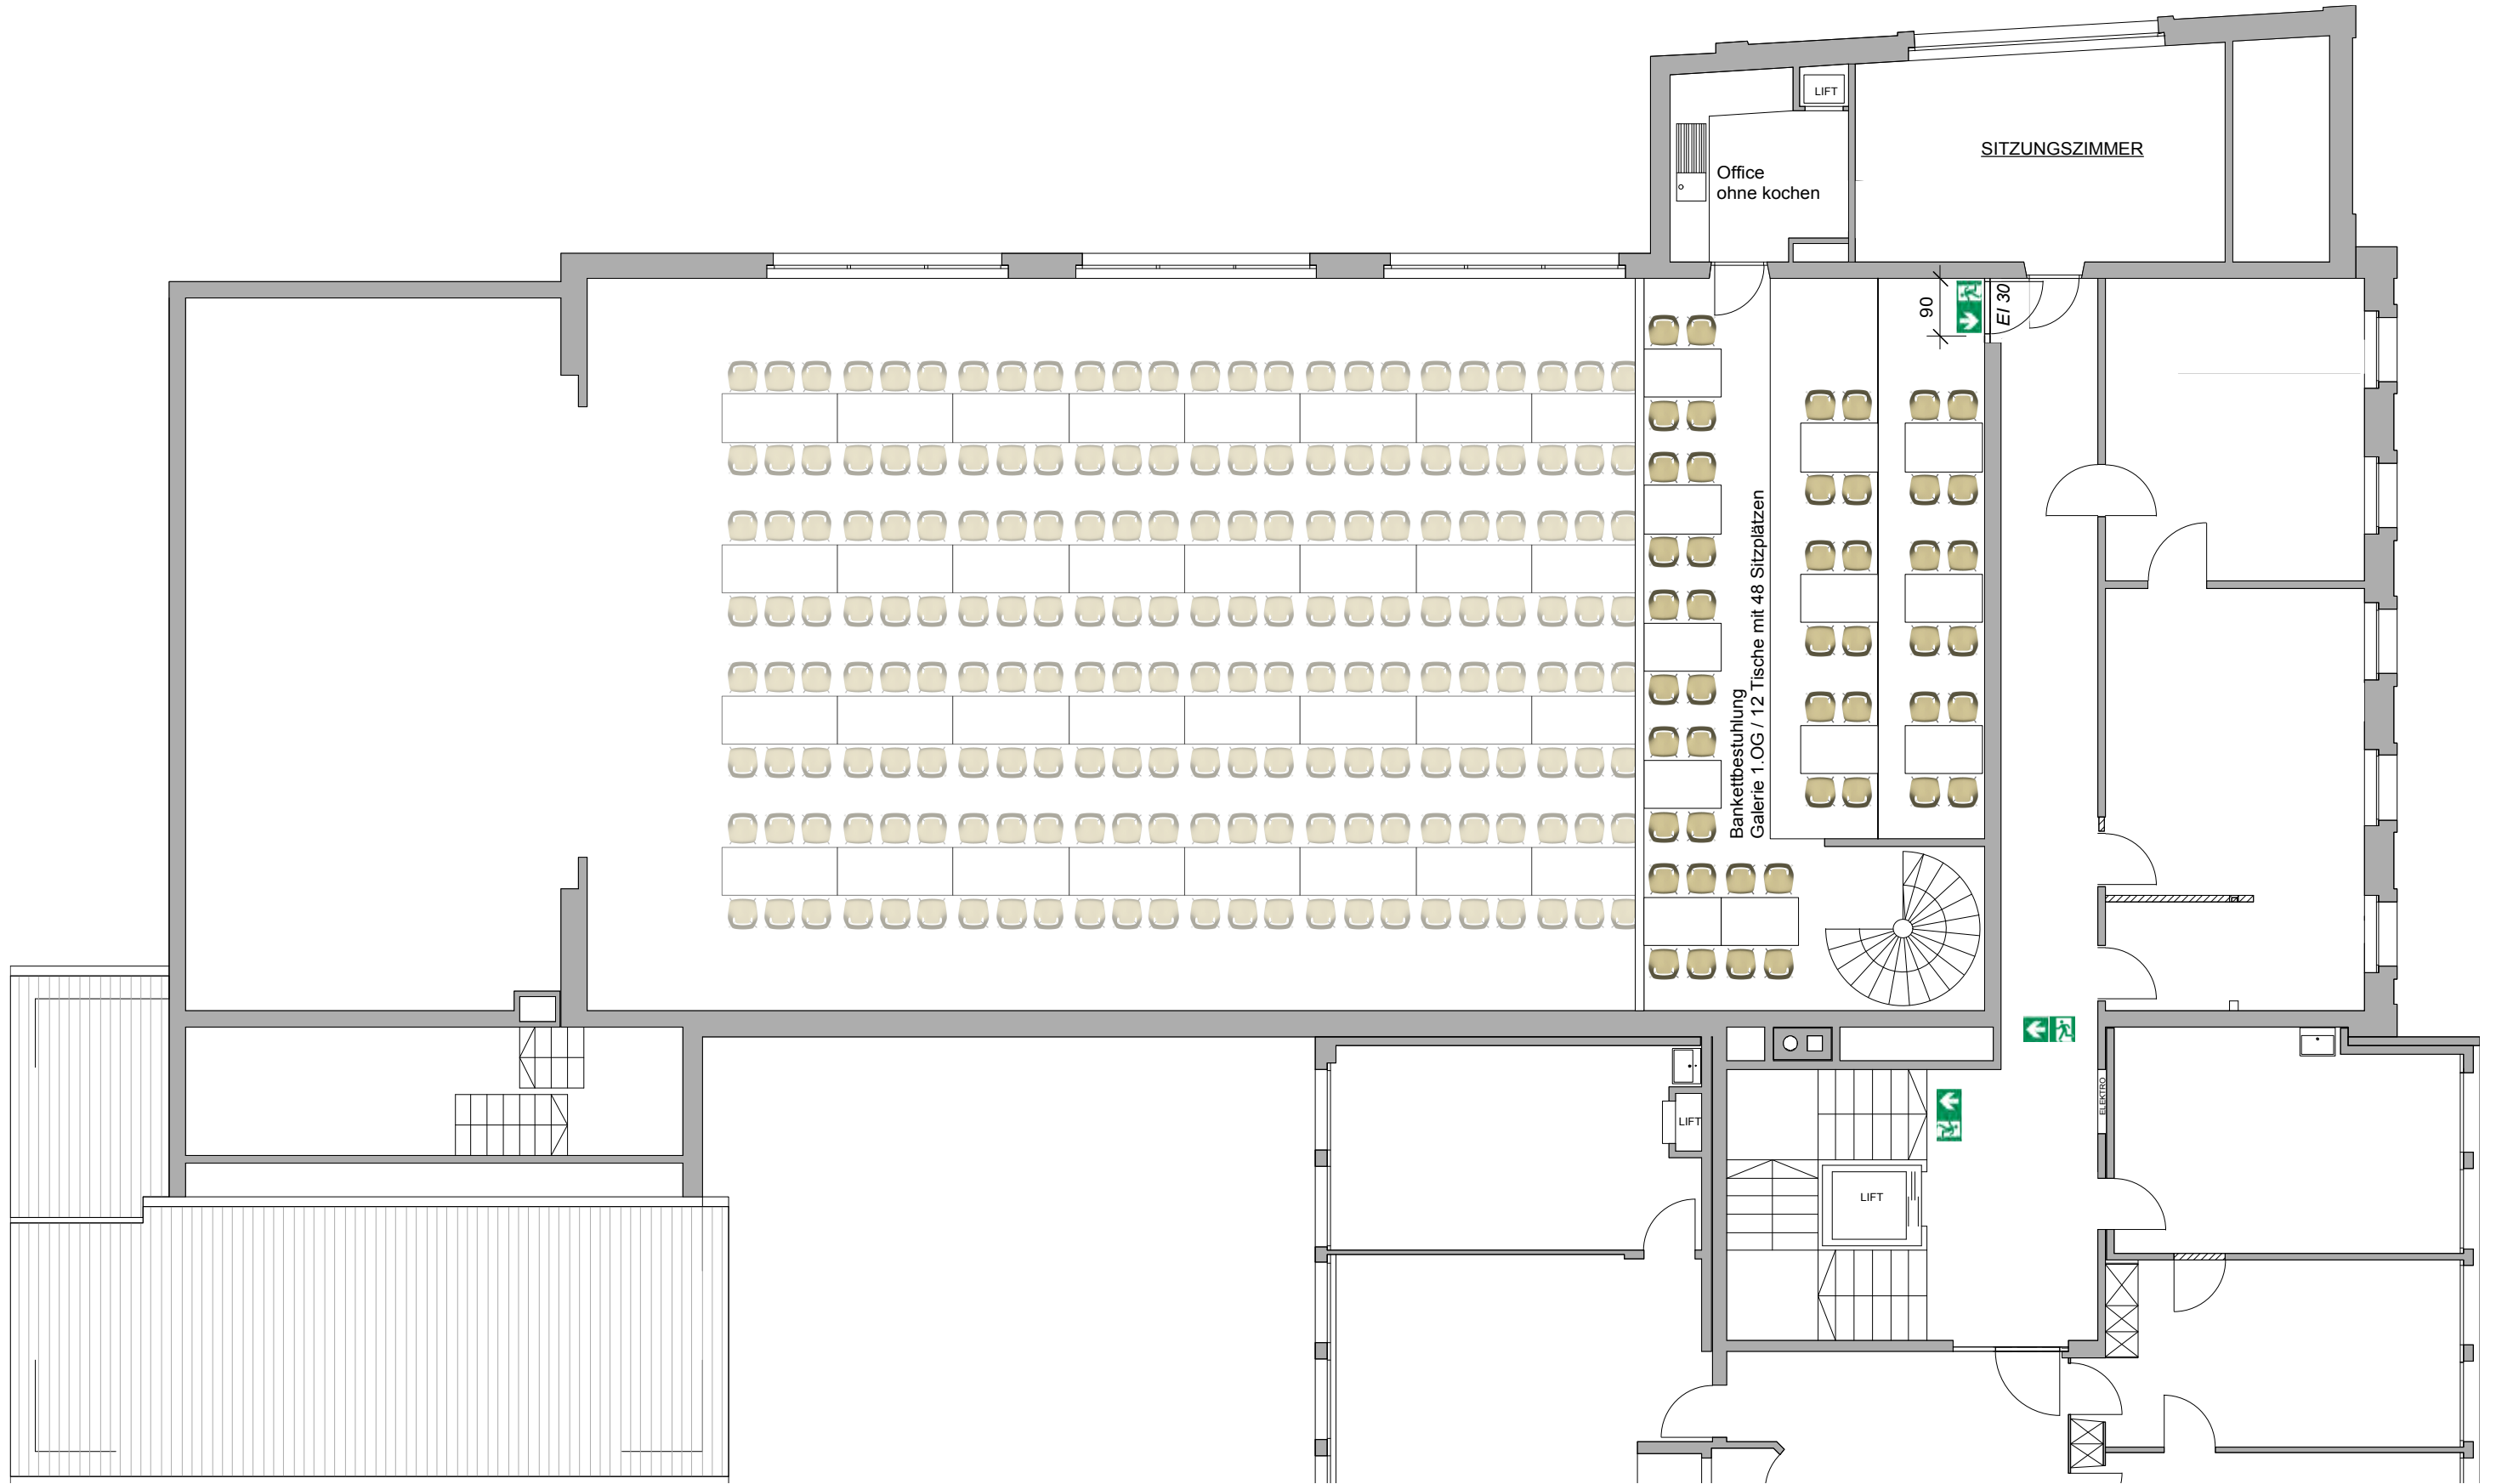 LIFT
SITZUNGSZIMMER
Office
ohne kochen
90
EI 30
Bankettbestuhlung
Galerie 1.OG / 12 Tische mit 48 Sitzplätzen
ELEKTRO
LIFT
LIFT